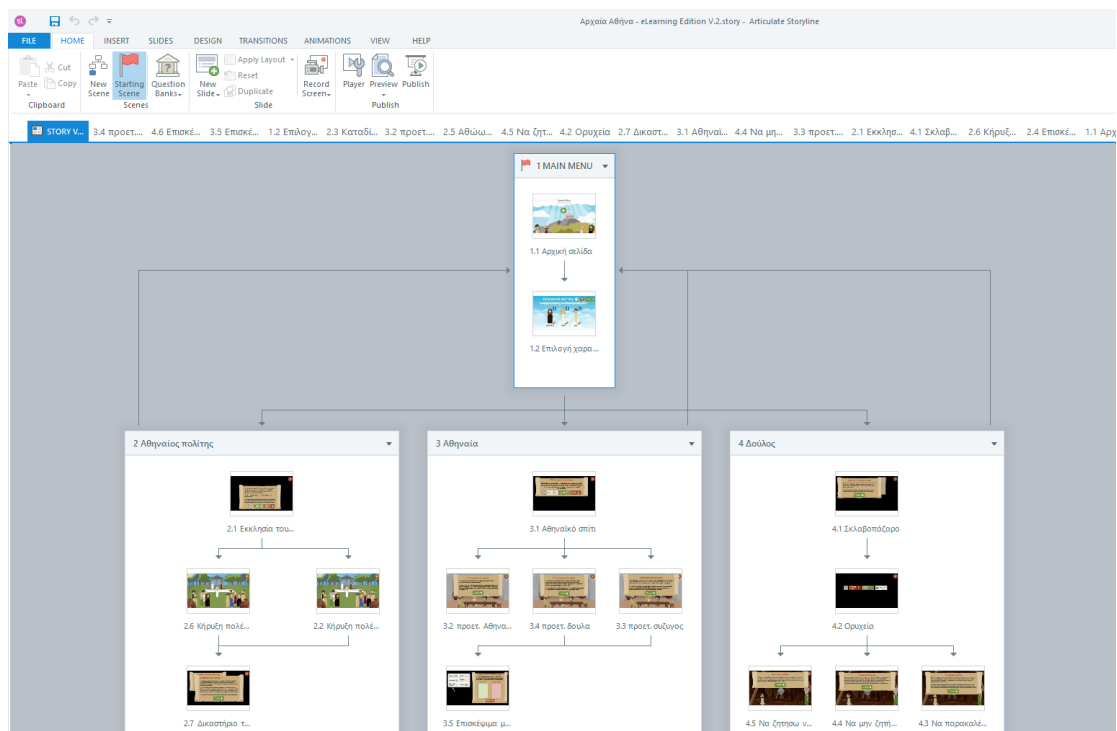 sl
Αρχαία Αθήνα - eLearning Edition V.2.story - Articulate Storyline
FILE HOME INSERT SLIDES DESIGN TRANSITIONS ANIMATIONS VIEW HELP
Paste Cut Copy
Clipboard
New Scene Starting Scene Question Banks
Scenes
New Slide Apply Layout Reset Duplicate Record Screen
Slide
Player Preview Publish
Publish
STORY V... 3.4 προετ.... 4.6 Επισκέ... 3.5 Επισκέ... 1.2 Επιλογ... 2.3 Καταδί... 3.2 προετ.... 2.5 Αθώω... 4.5 Να ζητ... 4.2 Ορυχεία 2.7 Δικαστ... 3.1 Αθηναϊ... 4.4 Να μη... 3.3 προετ.... 2.1 Εκκλησ... 4.1 Σκλαβ... 2.6 Κήρυξ... 2.4 Επισκέ... 1.1 Αρχ
1 MAIN MENU
1.1 Αρχική σελίδα
1.2 Επιλογή χαρα...
2 Αθηναίος πολίτης
3 Αθηναία
4 Δούλος
2.1 Εκκλησία του...
3.1 Αθηναϊκό σπίτι
4.1 Σκλαβοπάζαρο
2.6 Κήρυξη πολέ...
2.2 Κήρυξη πολέ...
3.2 προετ. Αθηνα...
3.4 προετ. δουλα
3.3 προετ. συζυγος
4.2 Ορυχεία
2.7 Δικαστήριο τ...
3.5 Επισκέψιμα μ...
4.5 Να ζητησω ν...
4.4 Να μην ζητή...
4.3 Να παρακαλέ...